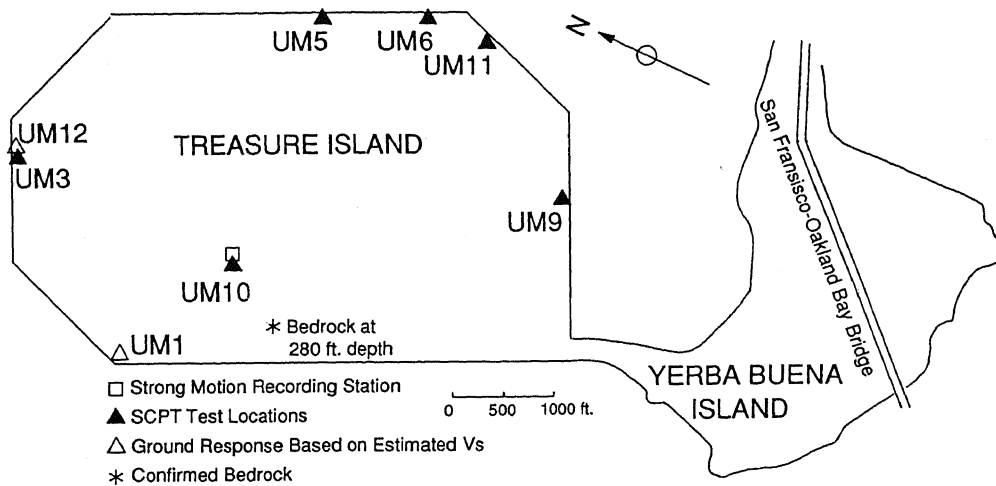 N
UM5
UM6
UM11
UM12
UM3
TREASURE ISLAND
UM9
UM10
UM1
* Bedrock at
280 ft. depth
San Fransisco-Oakland Bay Bridge
YERBA BUENA
ISLAND
Strong Motion Recording Station
SCPT Test Locations
Ground Response Based on Estimated Vs
* Confirmed Bedrock
0 500 1000 ft.